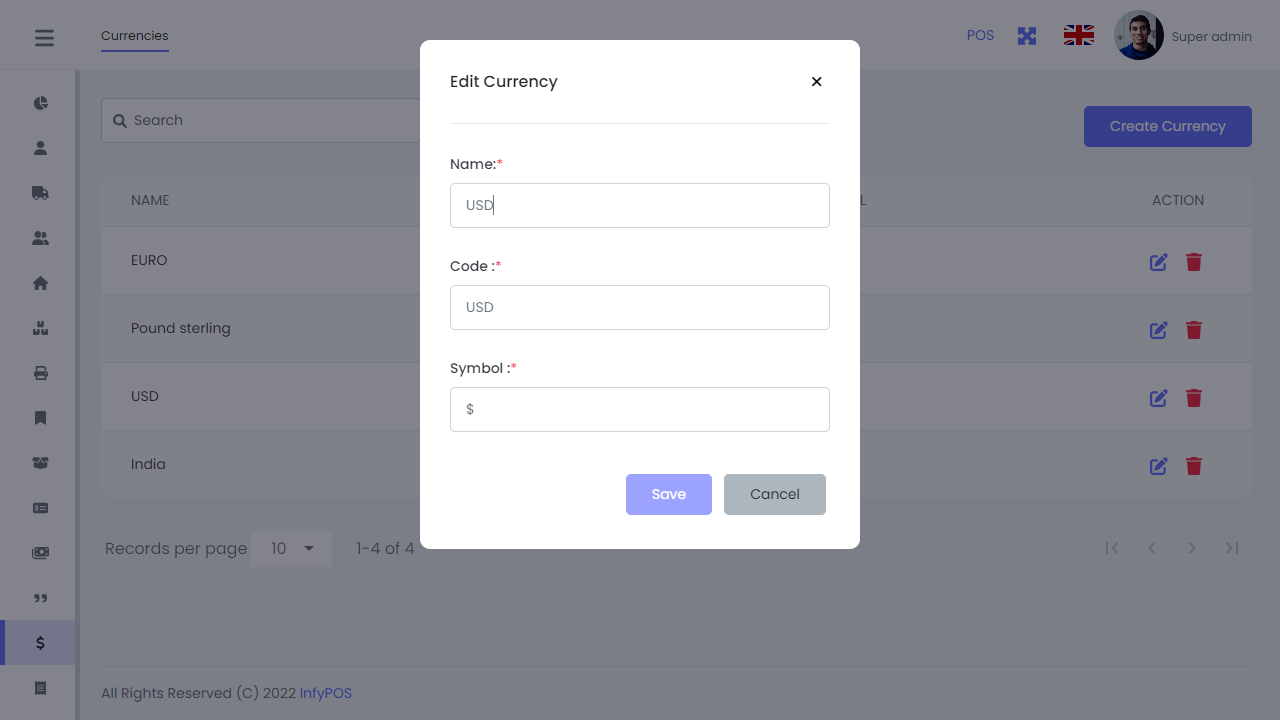 Currencies
POS
Super admin
Edit Currency
Search
Create Currency
Name:*
USD
NAME
L
ACTION
Code :*
USD
EURO
Pound sterling
Symbol :*
$
USD
India
Save
Cancel
Records per page
10
1-4 of 4
All Rights Reserved (C) 2022 InfyPOS